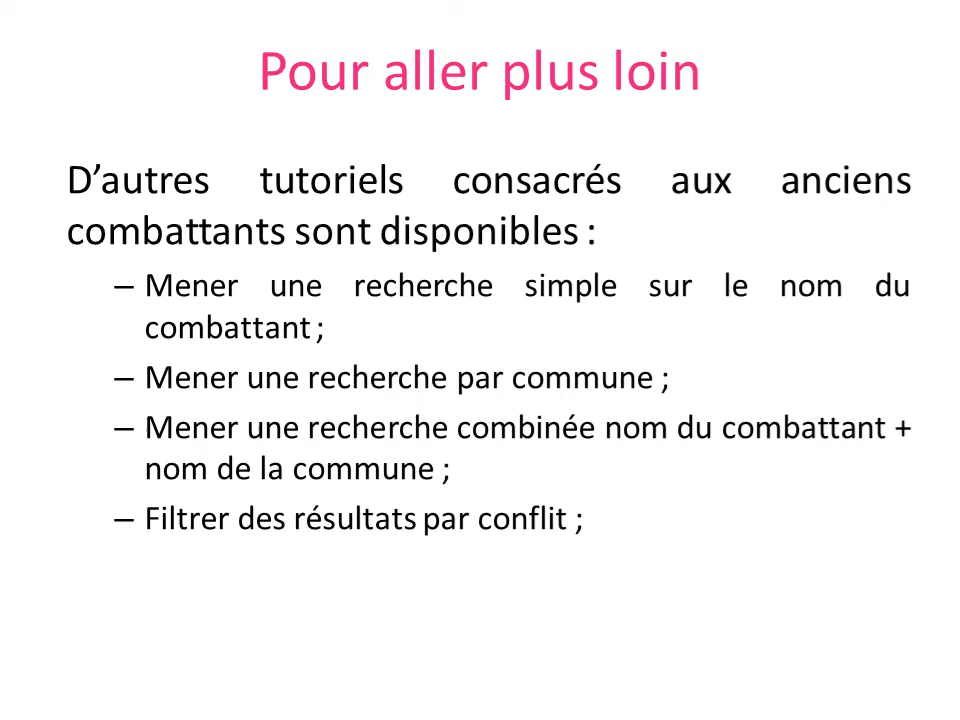 Pour aller plus loin
D’autres tutoriels consacrés aux anciens
combattants sont disponibles :
– Mener une recherche simple sur le nom du
combattant ;
– Mener une recherche par commune ;
– Mener une recherche combinée nom du combattant +
nom de la commune ;
– Filtrer des résultats par conflit ;